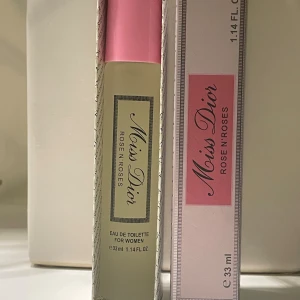 Miss Dior
ROSE N'ROSES
EAU DE TOILETTE
FOR WOMEN
℮ 33ml 1.14FL.OZ.
Miss Dior
ROSE N'ROSES
℮ 33 ml
1.14 FL. O